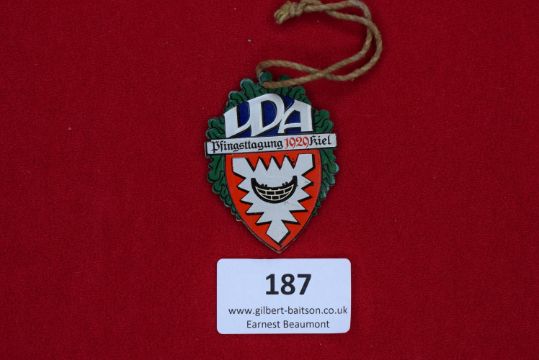 VDA
Pfingsttagung 1929 Kiel
187
www.gilbert-baitson.co.uk
Earnest Beaumont